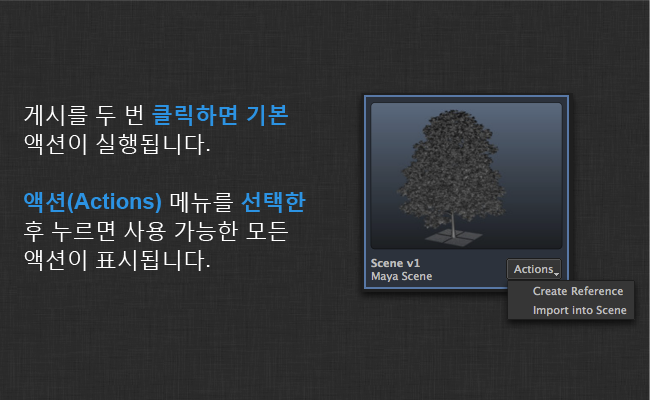 게시를 두 번 클릭하면 기본
액션이 실행됩니다.
액션(Actions) 메뉴를 선택한
후 누르면 사용 가능한 모든
액션이 표시됩니다.
Scene v1
Maya Scene
Actions
Create Reference
Import into Scene